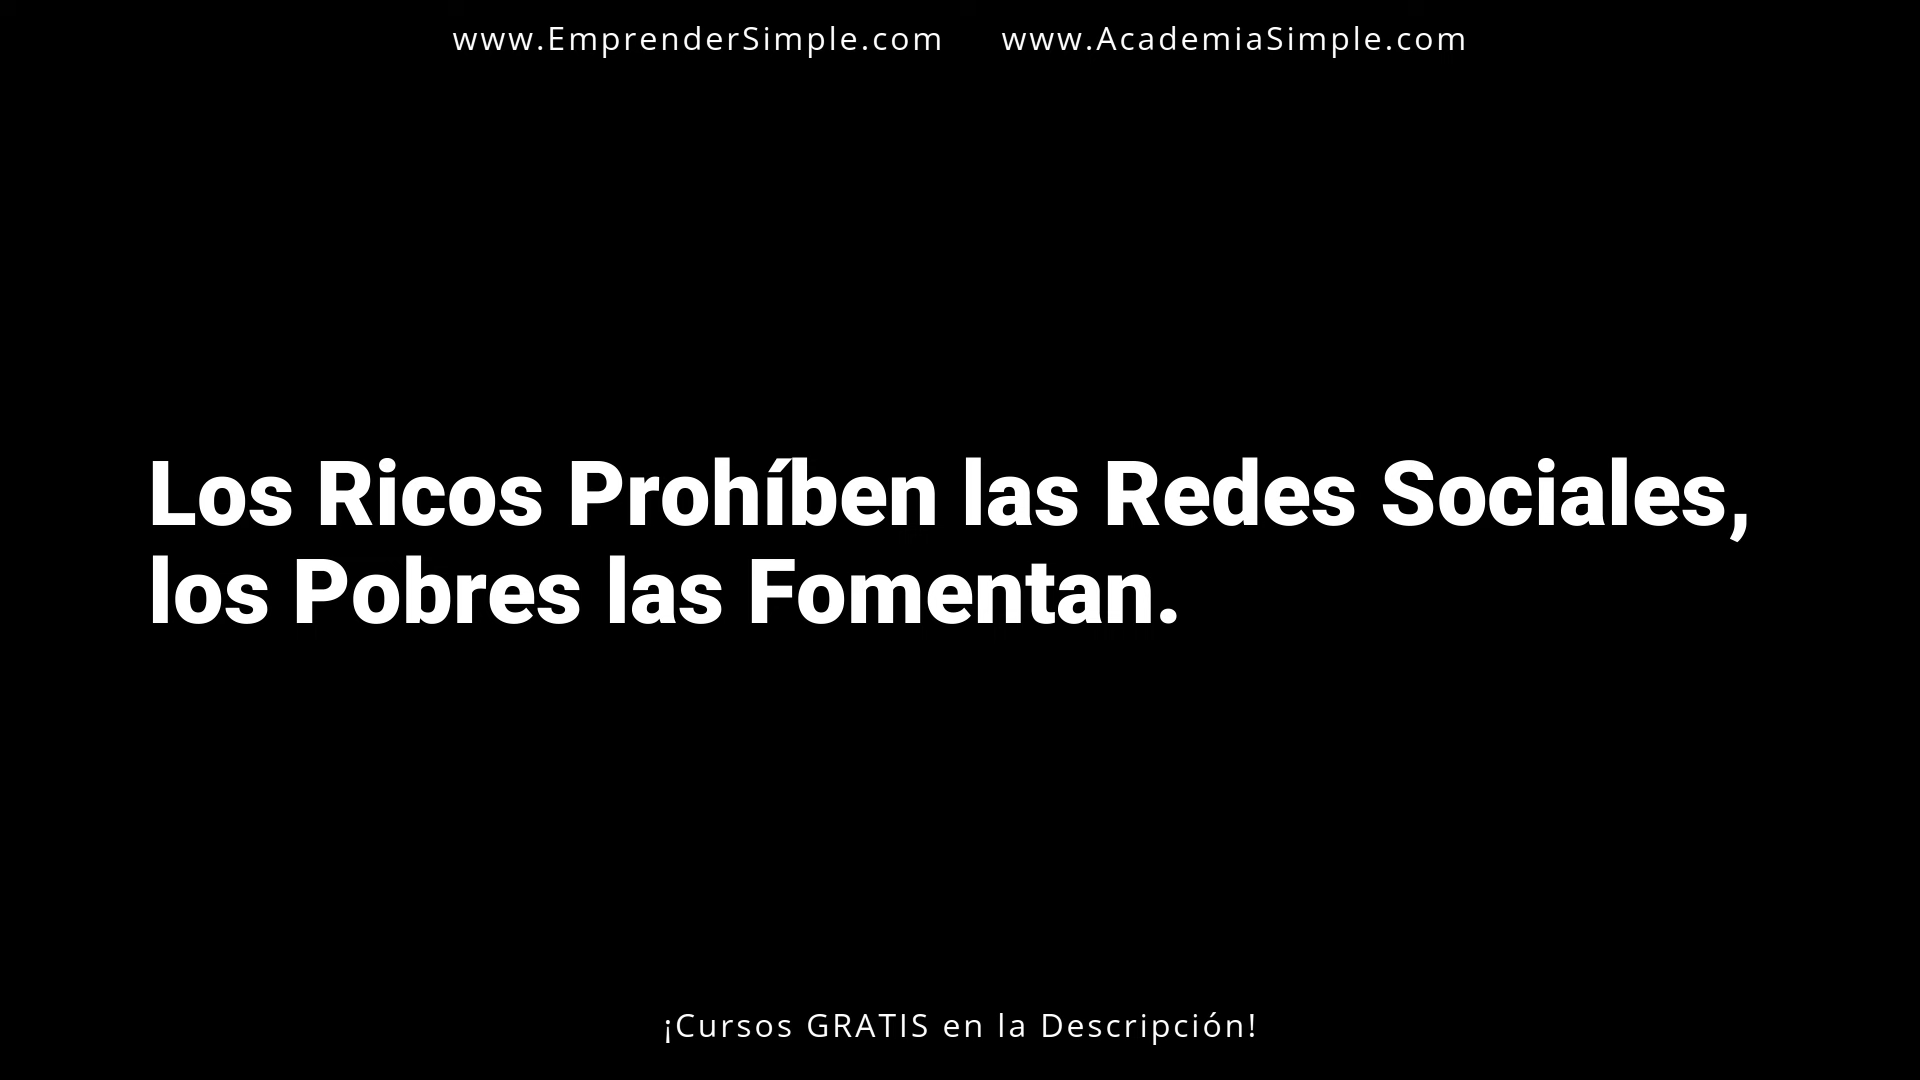 www.EmprenderSimple.com www.AcademiaSimple.com
Los Ricos Prohíben las Redes Sociales,
los Pobres las Fomentan.
¡Cursos GRATIS en la Descripción!